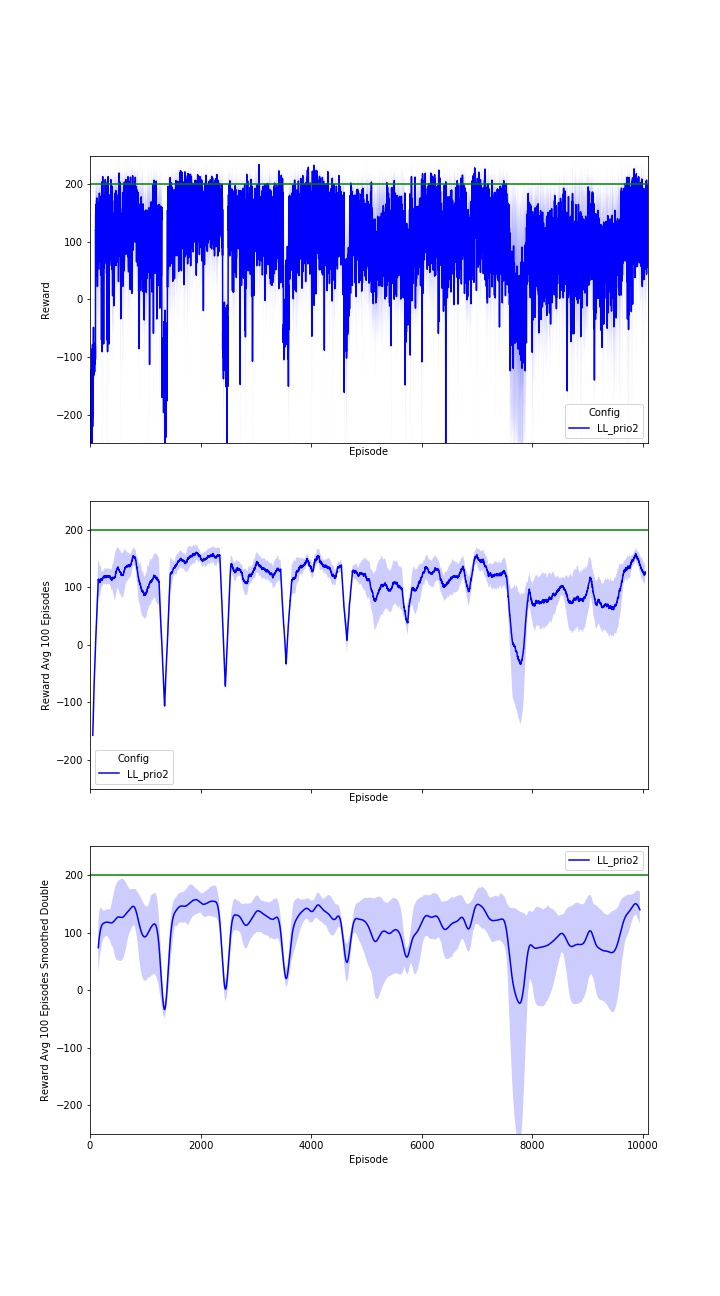 200
100
0
−100
−200
Reward
Config
LL_prio2
Episode
200
100
0
−100
−200
Reward Avg 100 Episodes
Config
LL_prio2
Episode
200
100
0
−100
−200
Reward Avg 100 Episodes Smoothed Double
LL_prio2
0 2000 4000 6000 8000 10000
Episode